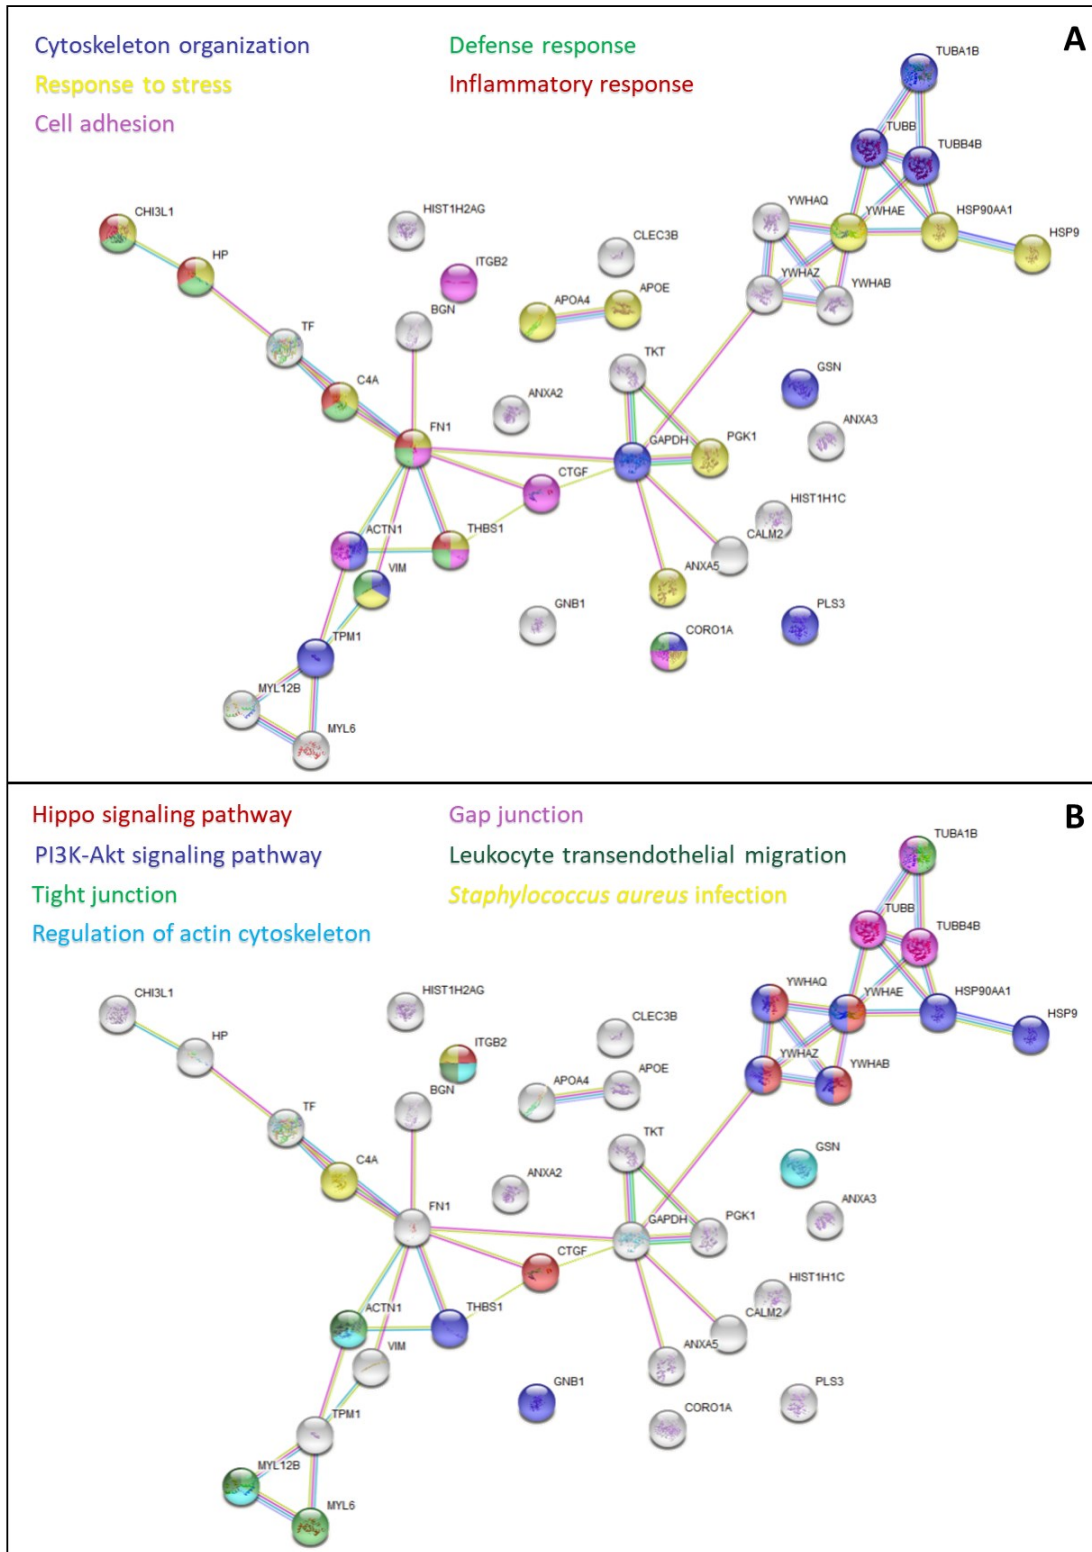 Cytoskeleton organization
Defense response
A
Response to stress
Inflammatory response
Cell adhesion
TUBA1B
TUBB
TUBB4B
YWHAQ
YWHAE
HSP90AA1
HSP9
CHI3L1
HIST1H2AG
CLEC3B
HP
ITGB2
YWHAZ
YWHAB
APOA4
APOE
BGN
TF
TKT
GSN
C4A
ANXA2
ANXA3
FN1
GAPDH
PGK1
CTGF
HIST1H1C
ACTN1
THBS1
CALM2
VIM
ANXA5
GNB1
PLS3
CORO1A
TPM1
MYL12B
MYL6
Hippo signaling pathway
Gap junction
B
PI3K-Akt signaling pathway
Leukocyte transendothelial migration
Tight junction
Staphylococcus aureus infection
Regulation of actin cytoskeleton
TUBA1B
TUBB
TUBB4B
YWHAQ
YWHAE
HSP90AA1
HSP9
CHI3L1
HIST1H2AG
CLEC3B
HP
ITGB2
YWHAZ
YWHAB
APOA4
APOE
BGN
TF
TKT
GSN
C4A
ANXA2
ANXA3
FN1
GAPDH
PGK1
CTGF
HIST1H1C
ACTN1
THBS1
CALM2
VIM
ANXA5
GNB1
PLS3
CORO1A
TPM1
MYL12B
MYL6